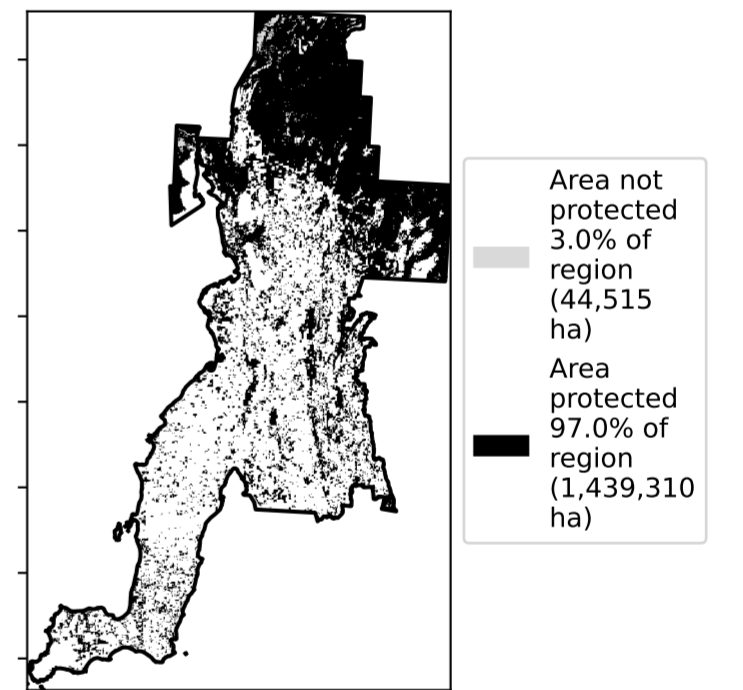 Area not
protected
3.0% of
region
(44,515
ha)
Area
protected
97.0% of
region
(1,439,310
ha)